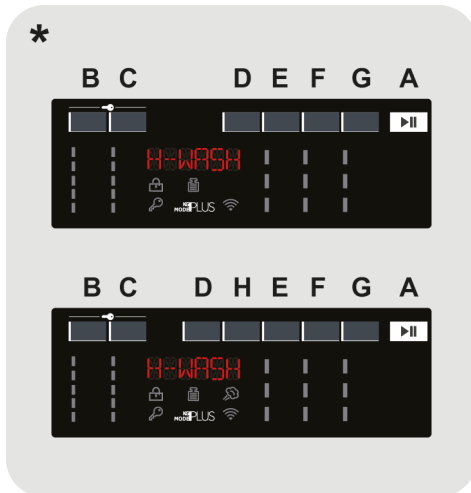 *
B C D E F G A
H-WASH
MODE PLUS
B C D H E F G A
H-WASH
MODE PLUS